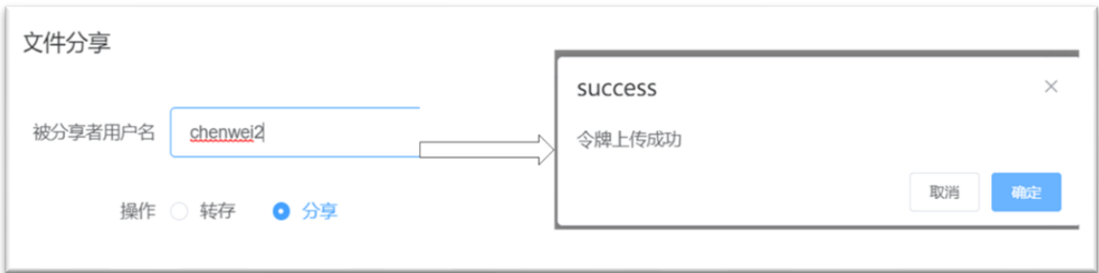 文件分享
被分享者用户名 chenwei2
操作 转存 分享
success
令牌上传成功
取消 确定